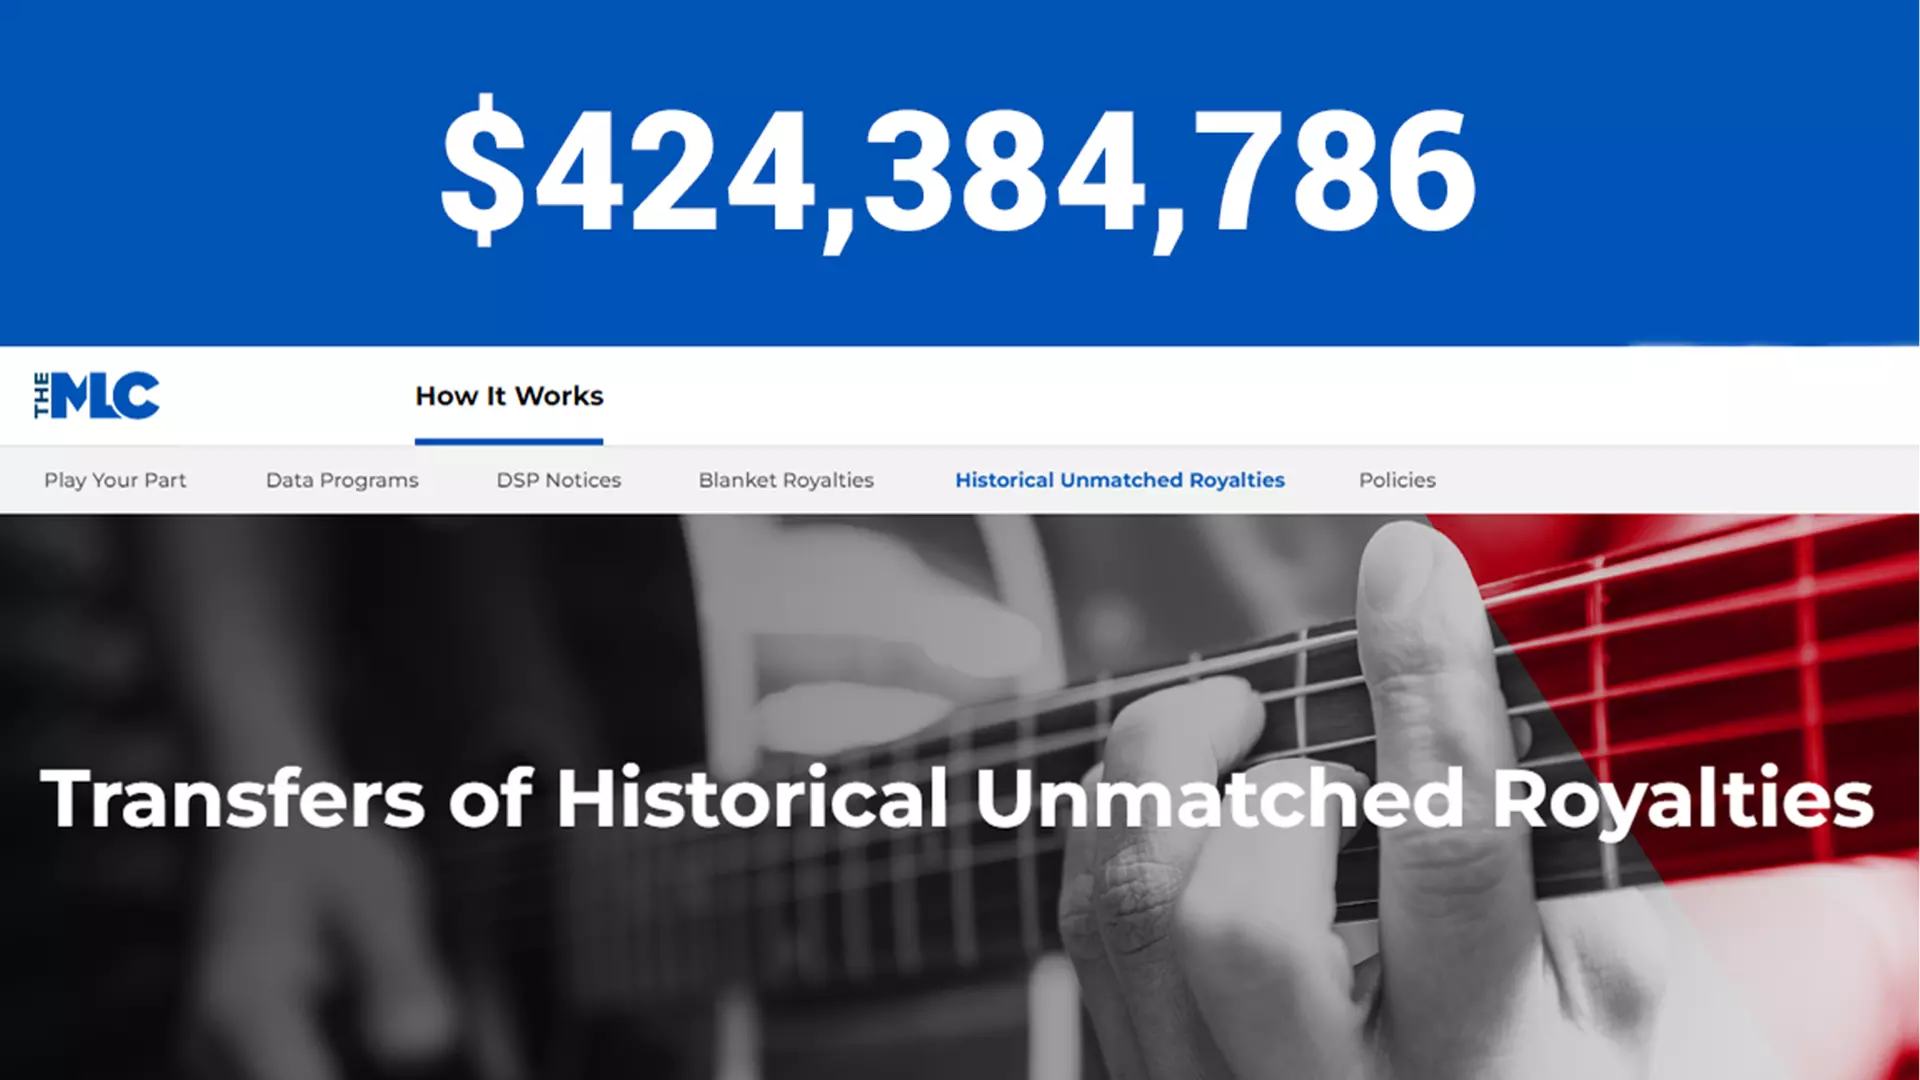 $424,384,786
THE MLC
How It Works
Play Your Part Data Programs DSP Notices Blanket Royalties Historical Unmatched Royalties Policies
Transfers of Historical Unmatched Royalties